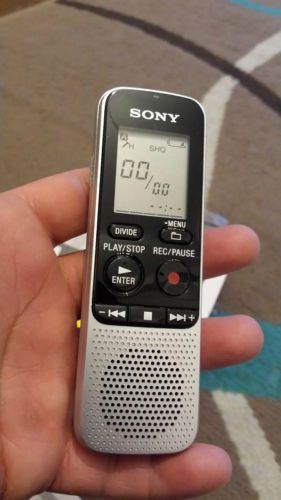 SONY
H SHQ
00/00
--:--
DIVIDE
•MENU
PLAY/STOP REC/PAUSE
ENTER